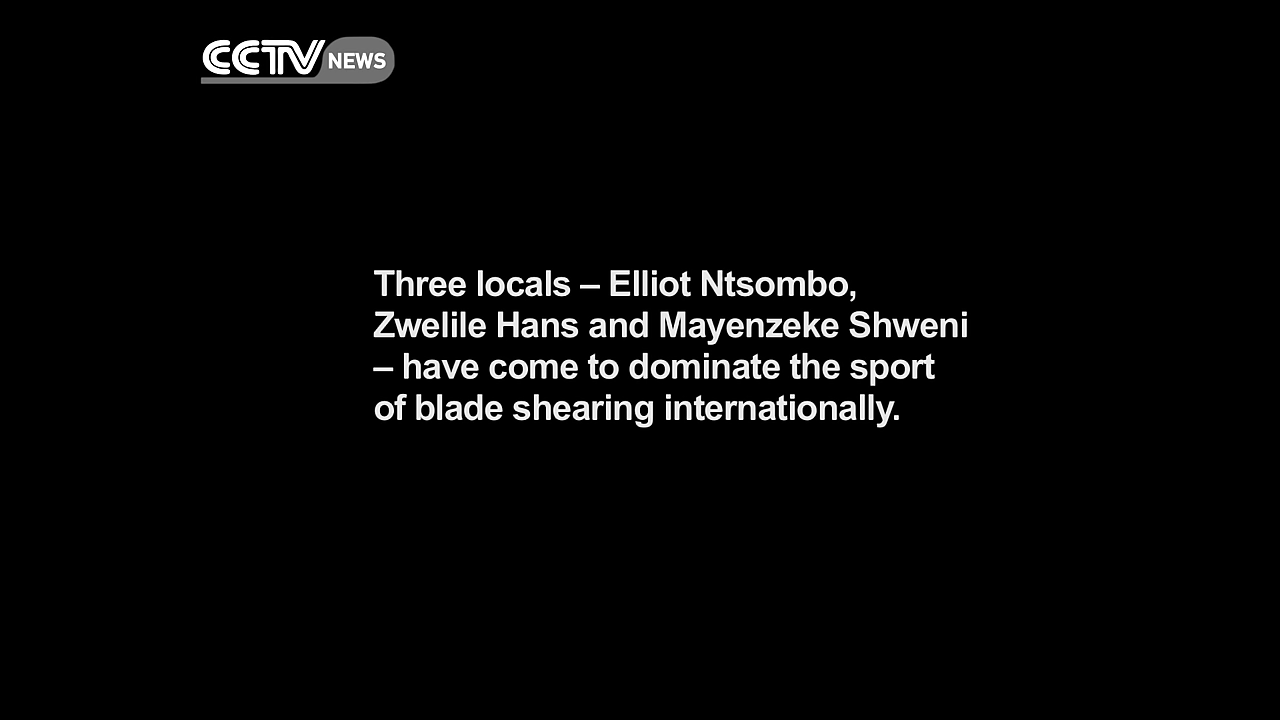 CCTV NEWS
Three locals – Elliot Ntsombo,
Zwelile Hans and Mayenzeke Shweni
– have come to dominate the sport
of blade shearing internationally.